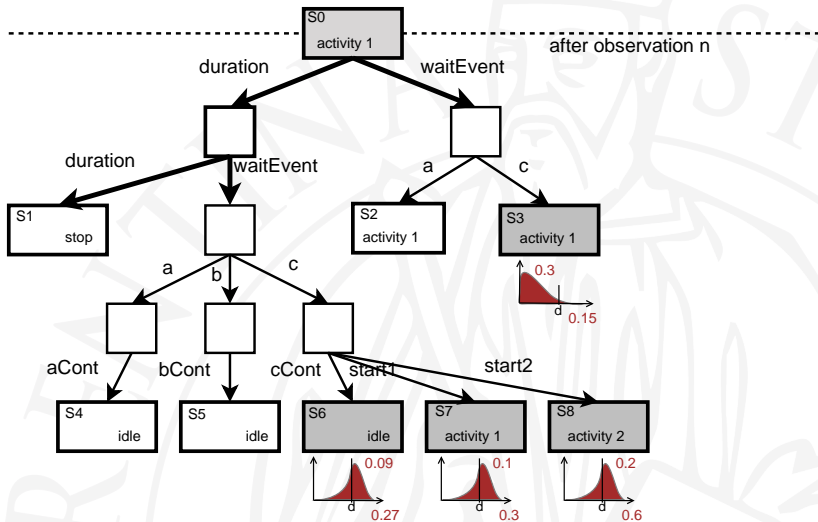 S0
activity 1
after observation n
duration
waitEvent
duration
waitEvent
a
c
S1
stop
S2
activity 1
S3
activity 1
a
b
c
0.3
d
0.15
aCont
bCont
cCont
start1
start2
S4
idle
S5
idle
S6
idle
S7
activity 1
S8
activity 2
0.09
d
0.27
0.1
d
0.3
0.2
d
0.6